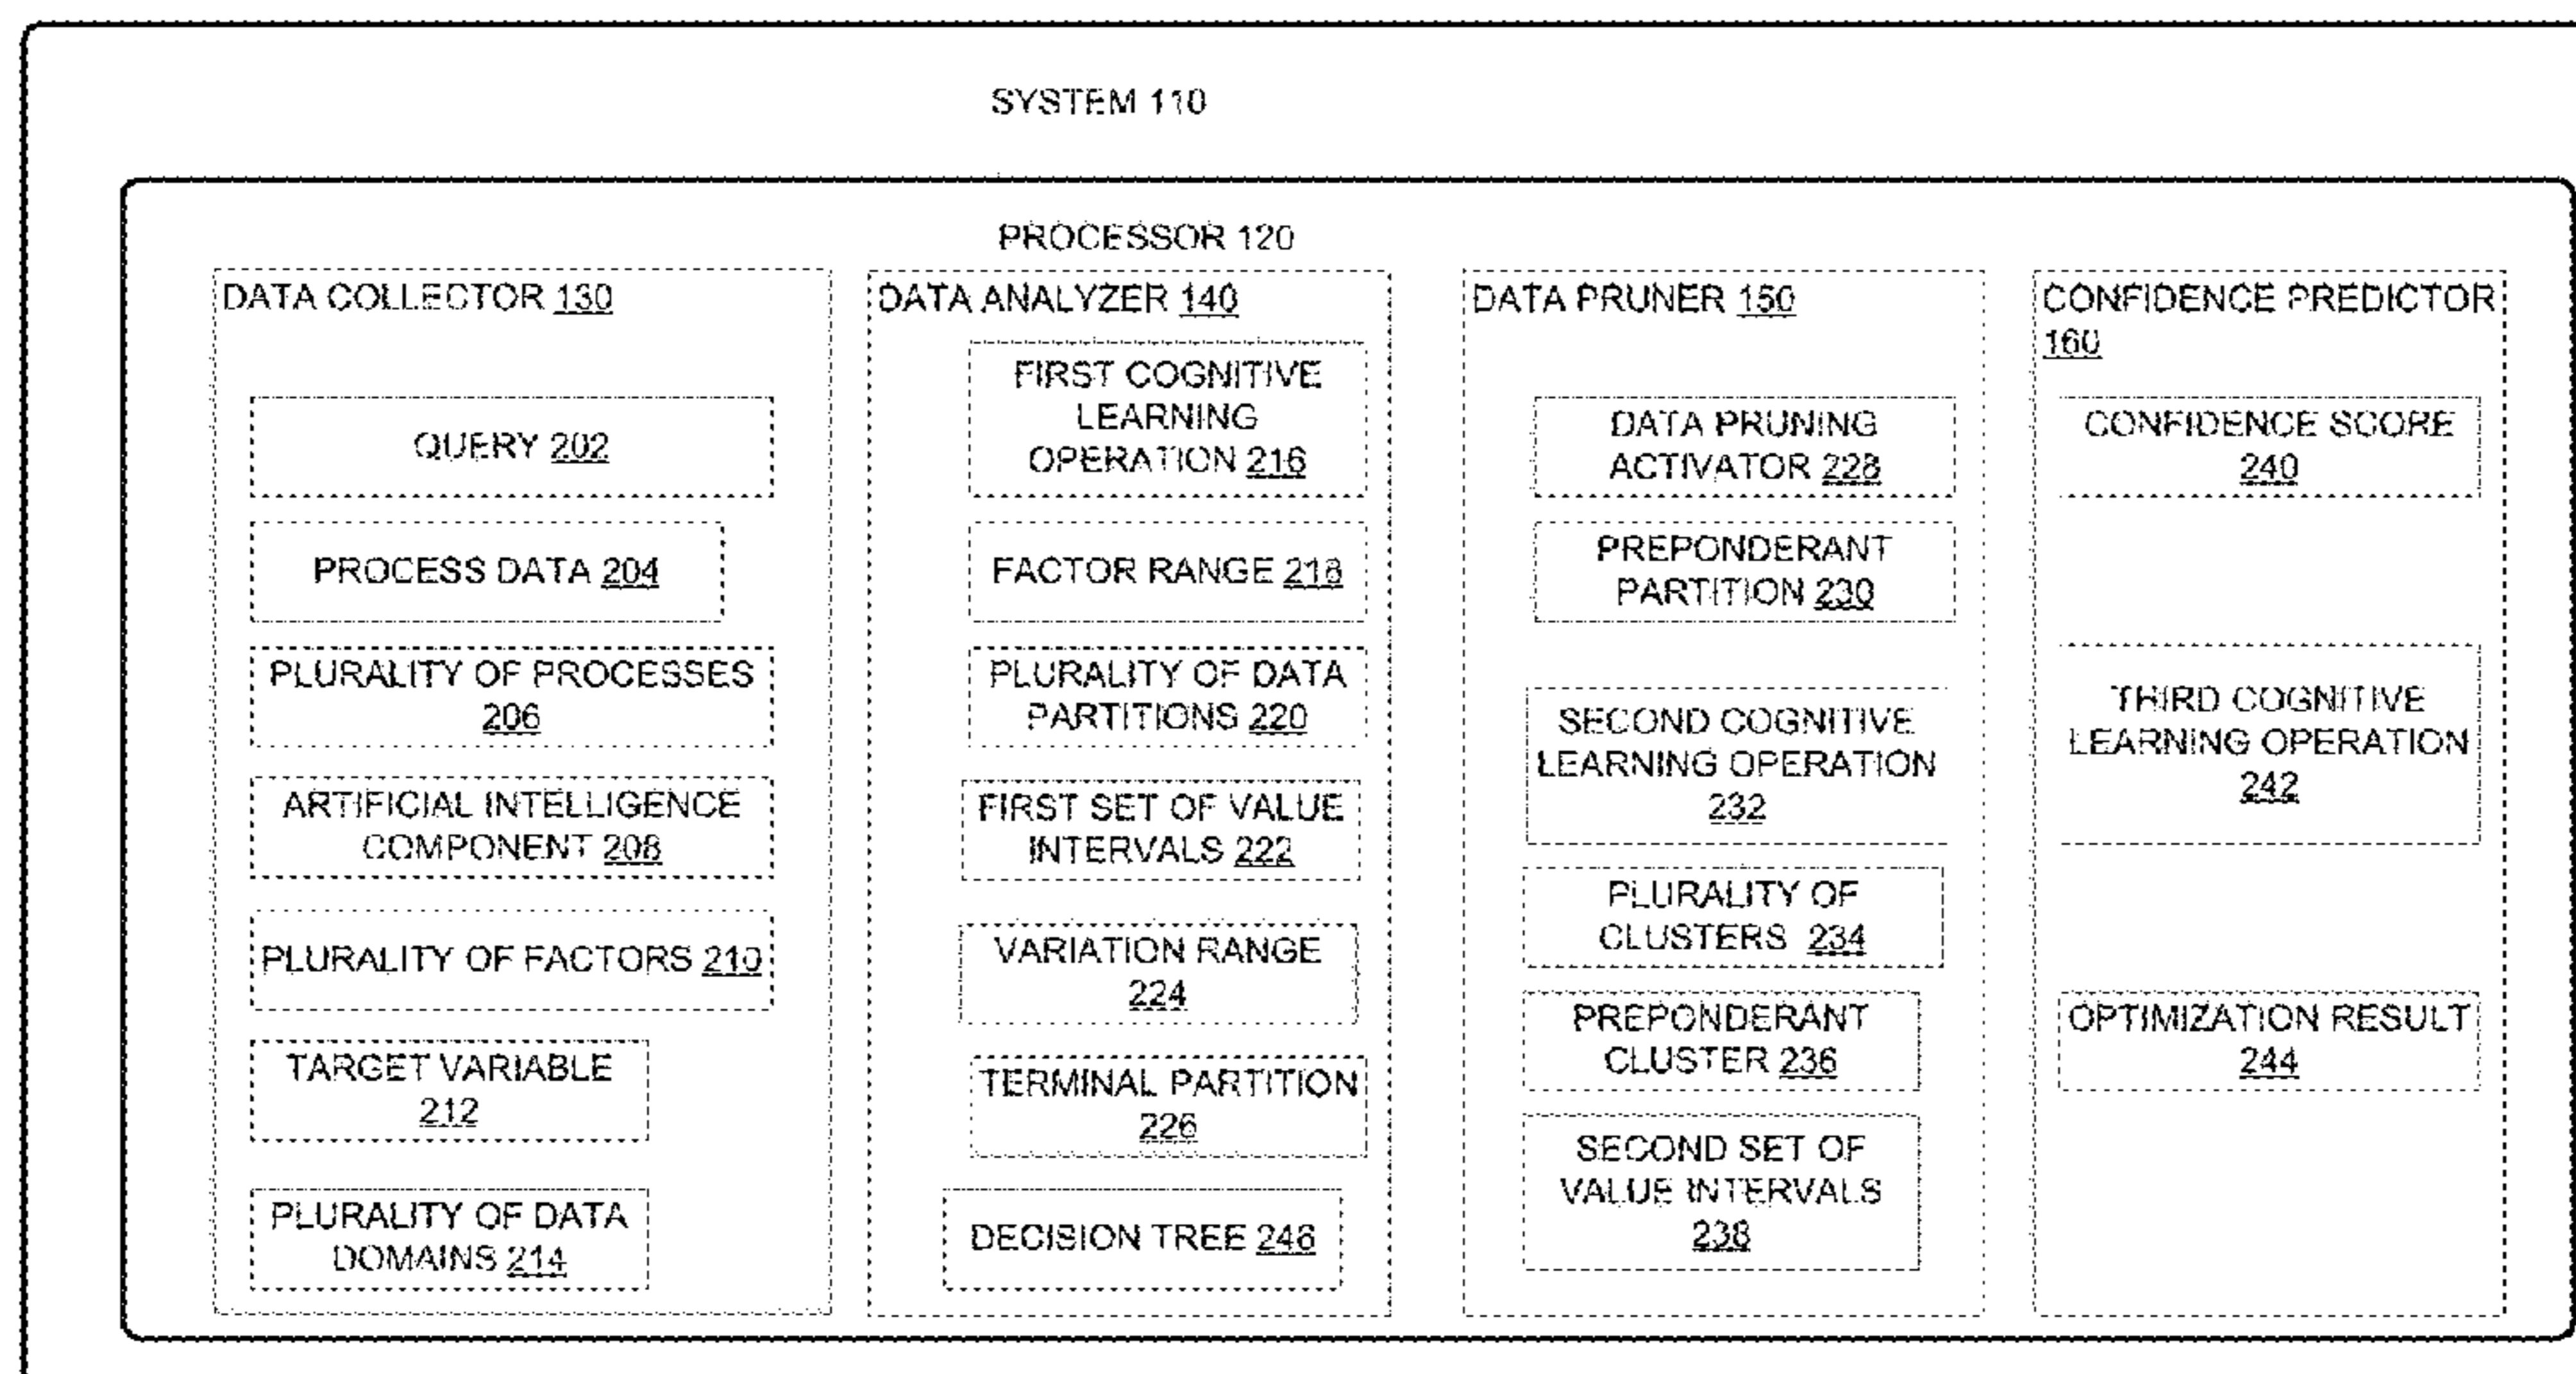 SYSTEM 110
PROCESSOR 120
DATA COLLECTOR 130
QUERY 202
PROCESS DATA 204
PLURALITY OF PROCESSES
206
ARTIFICIAL INTELLIGENCE
COMPONENT 208
PLURALITY OF FACTORS 210
TARGET VARIABLE
212
PLURALITY OF DATA
DOMAINS 214
DATA ANALYZER 140
FIRST COGNITIVE
LEARNING
OPERATION 216
FACTOR RANGE 218
PLURALITY OF DATA
PARTITIONS 220
FIRST SET OF VALUE
INTERVALS 222
VARIATION RANGE
224
TERMINAL PARTITION
226
DECISION TREE 246
DATA PRUNER 150
DATA PRUNING
ACTIVATOR 228
PREPONDERANT
PARTITION 230
SECOND COGNITIVE
LEARNING OPERATION
232
PLURALITY OF
CLUSTERS 234
PREPONDERANT
CLUSTER 236
SECOND SET OF
VALUE INTERVALS
238
CONFIDENCE PREDICTOR
160
CONFIDENCE SCORE
240
THIRD COGNITIVE
LEARNING OPERATION
242
OPTIMIZATION RESULT
244